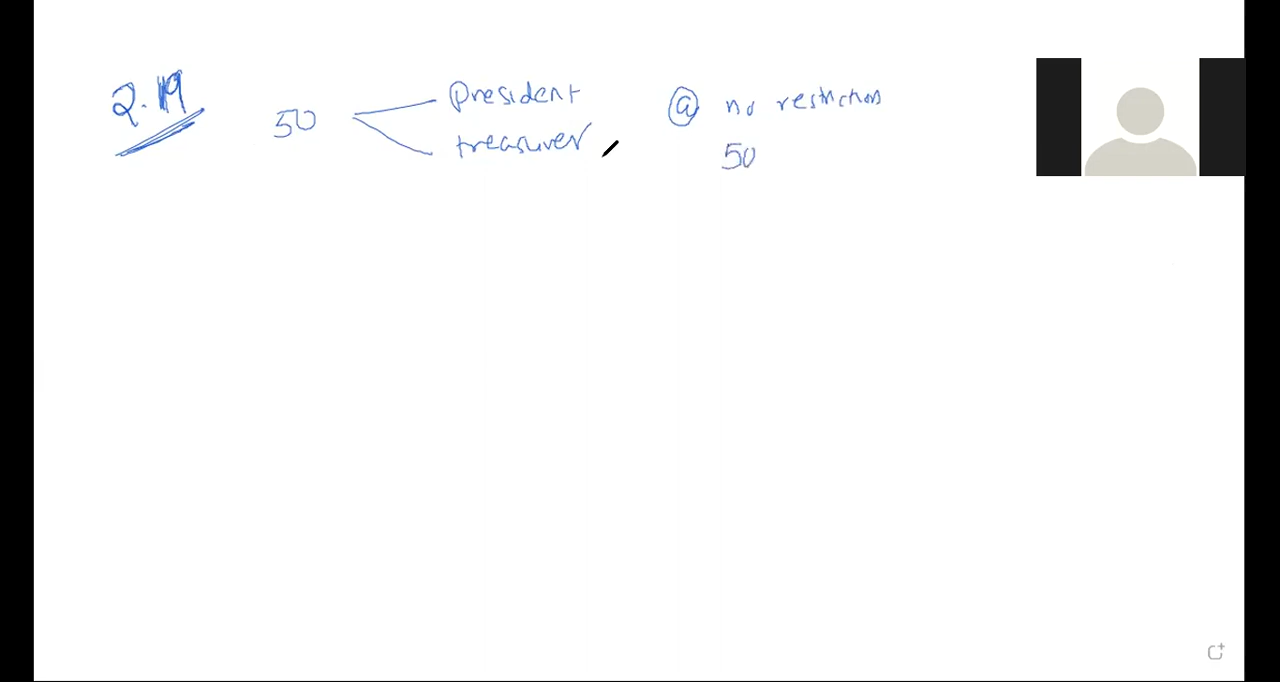 2.19
50
President
treasurer
(a) no restrictions
50